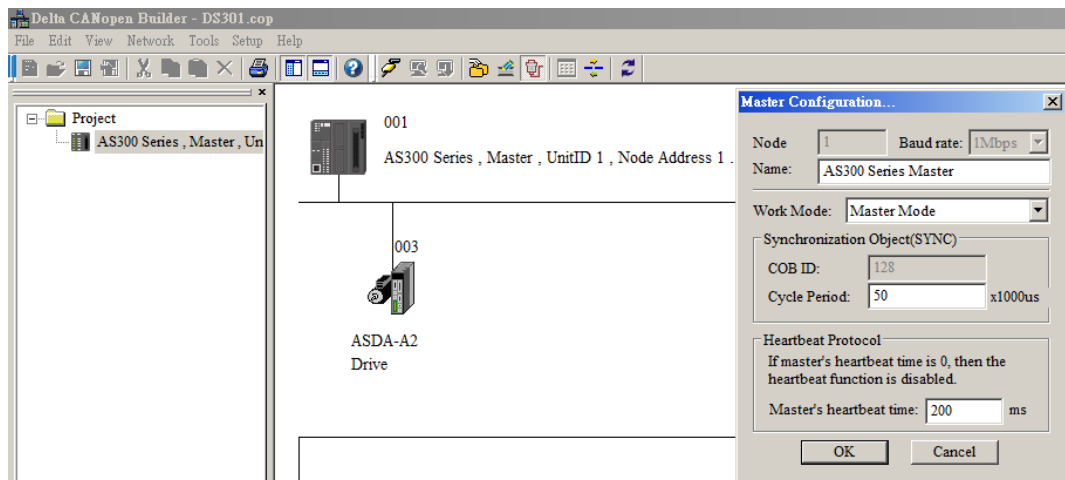 Delta CANopen Builder - DS301.cop
File Edit View Network Tools Setup Help
Project
AS300 Series , Master , Un
001
AS300 Series , Master , UnitID 1 , Node Address 1 .
003
ASDA-A2
Drive
Master Configuration...
Node 1 Baud rate: 1Mbps
Name: AS300 Series Master
Work Mode: Master Mode
Synchronization Object(SYNC)
COB ID: 128
Cycle Period: 50 x1000us
Heartbeat Protocol
If master's heartbeat time is 0, then the
heartbeat function is disabled.
Master's heartbeat time: 200 ms
OK Cancel